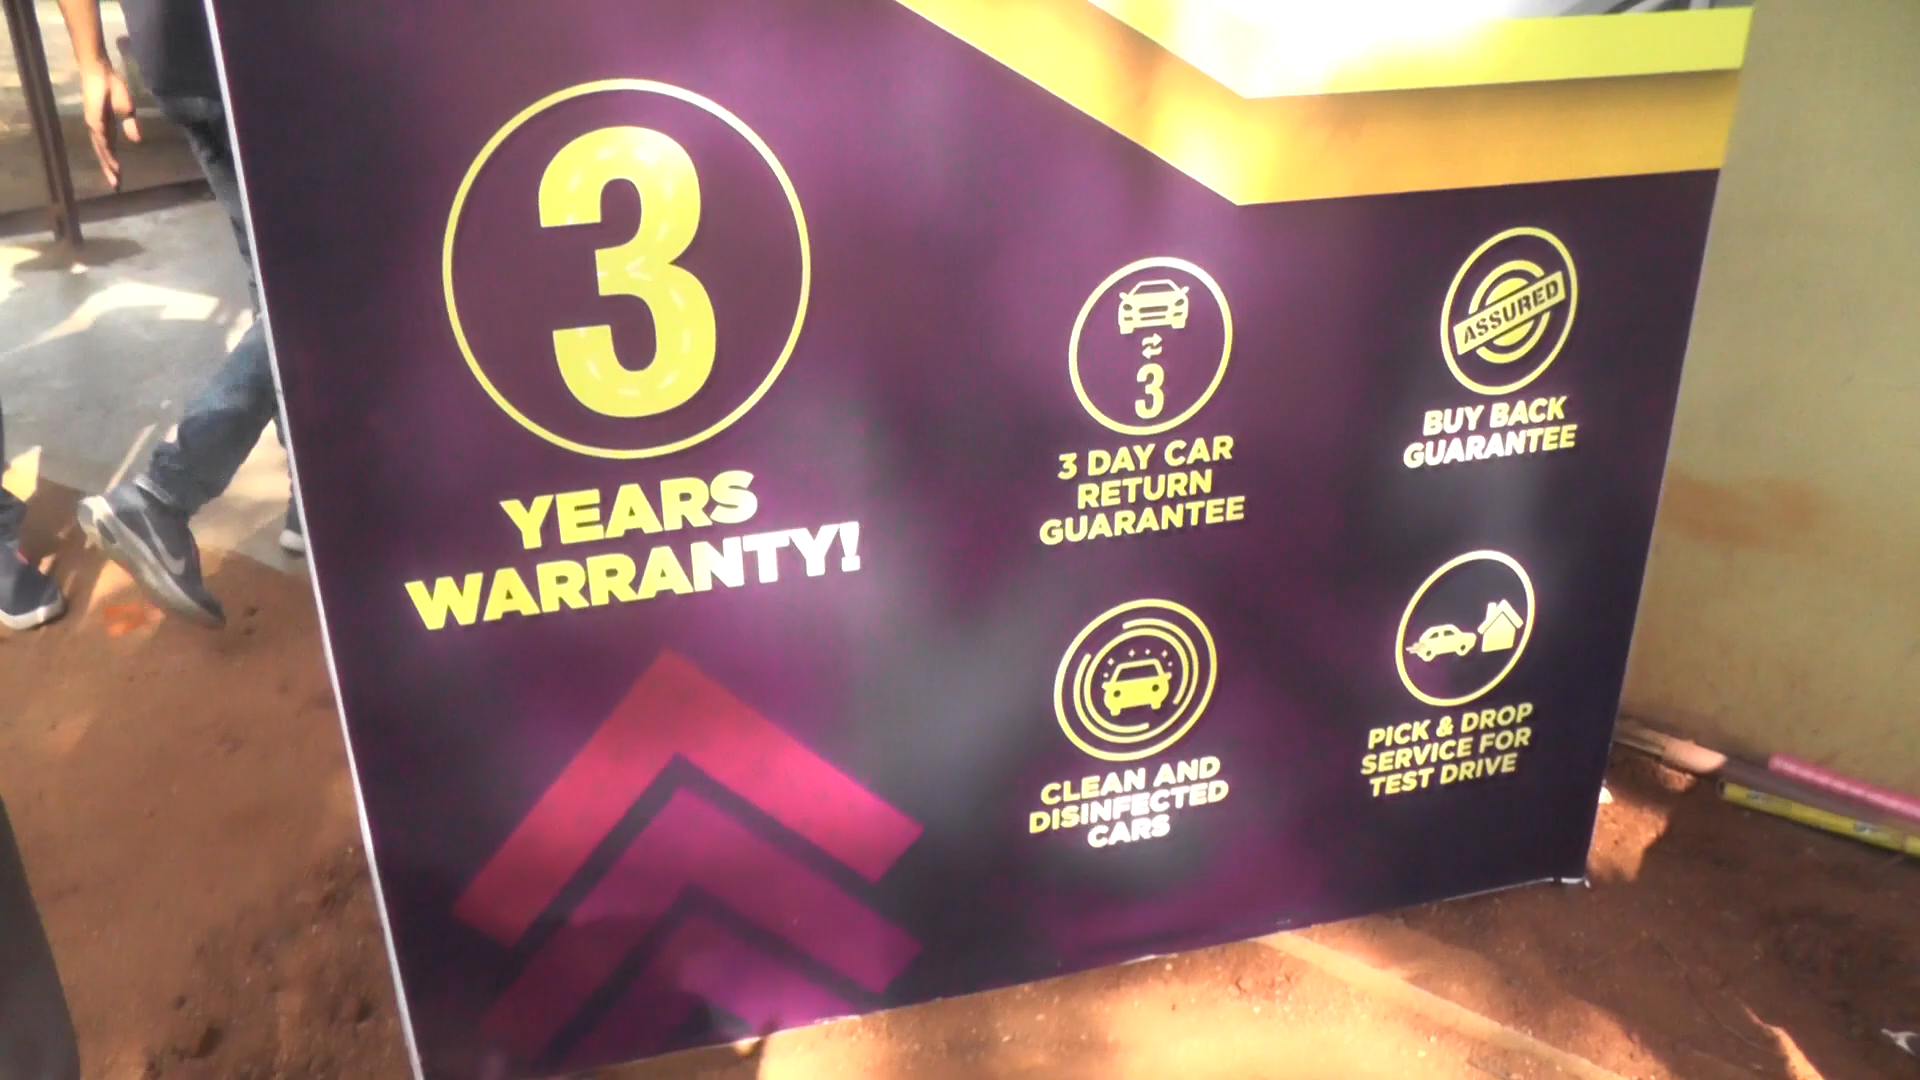 3
YEARS
WARRANTY!
3
3 DAY CAR
RETURN
GUARANTEE
ASSURED
BUY BACK
GUARANTEE
CLEAN AND
DISINFECTED
CARS
PICK & DROP
SERVICE FOR
TEST DRIVE